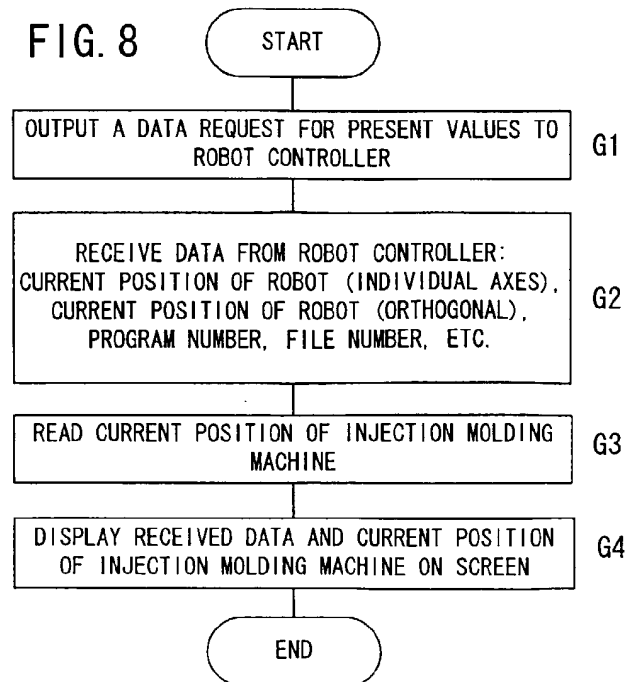 FIG. 8
START
OUTPUT A DATA REQUEST FOR PRESENT VALUES TO
ROBOT CONTROLLER
G1
RECEIVE DATA FROM ROBOT CONTROLLER:
CURRENT POSITION OF ROBOT (INDIVIDUAL AXES),
CURRENT POSITION OF ROBOT (ORTHOGONAL),
PROGRAM NUMBER, FILE NUMBER, ETC.
G2
READ CURRENT POSITION OF INJECTION MOLDING
MACHINE
G3
DISPLAY RECEIVED DATA AND CURRENT POSITION
OF INJECTION MOLDING MACHINE ON SCREEN
G4
END